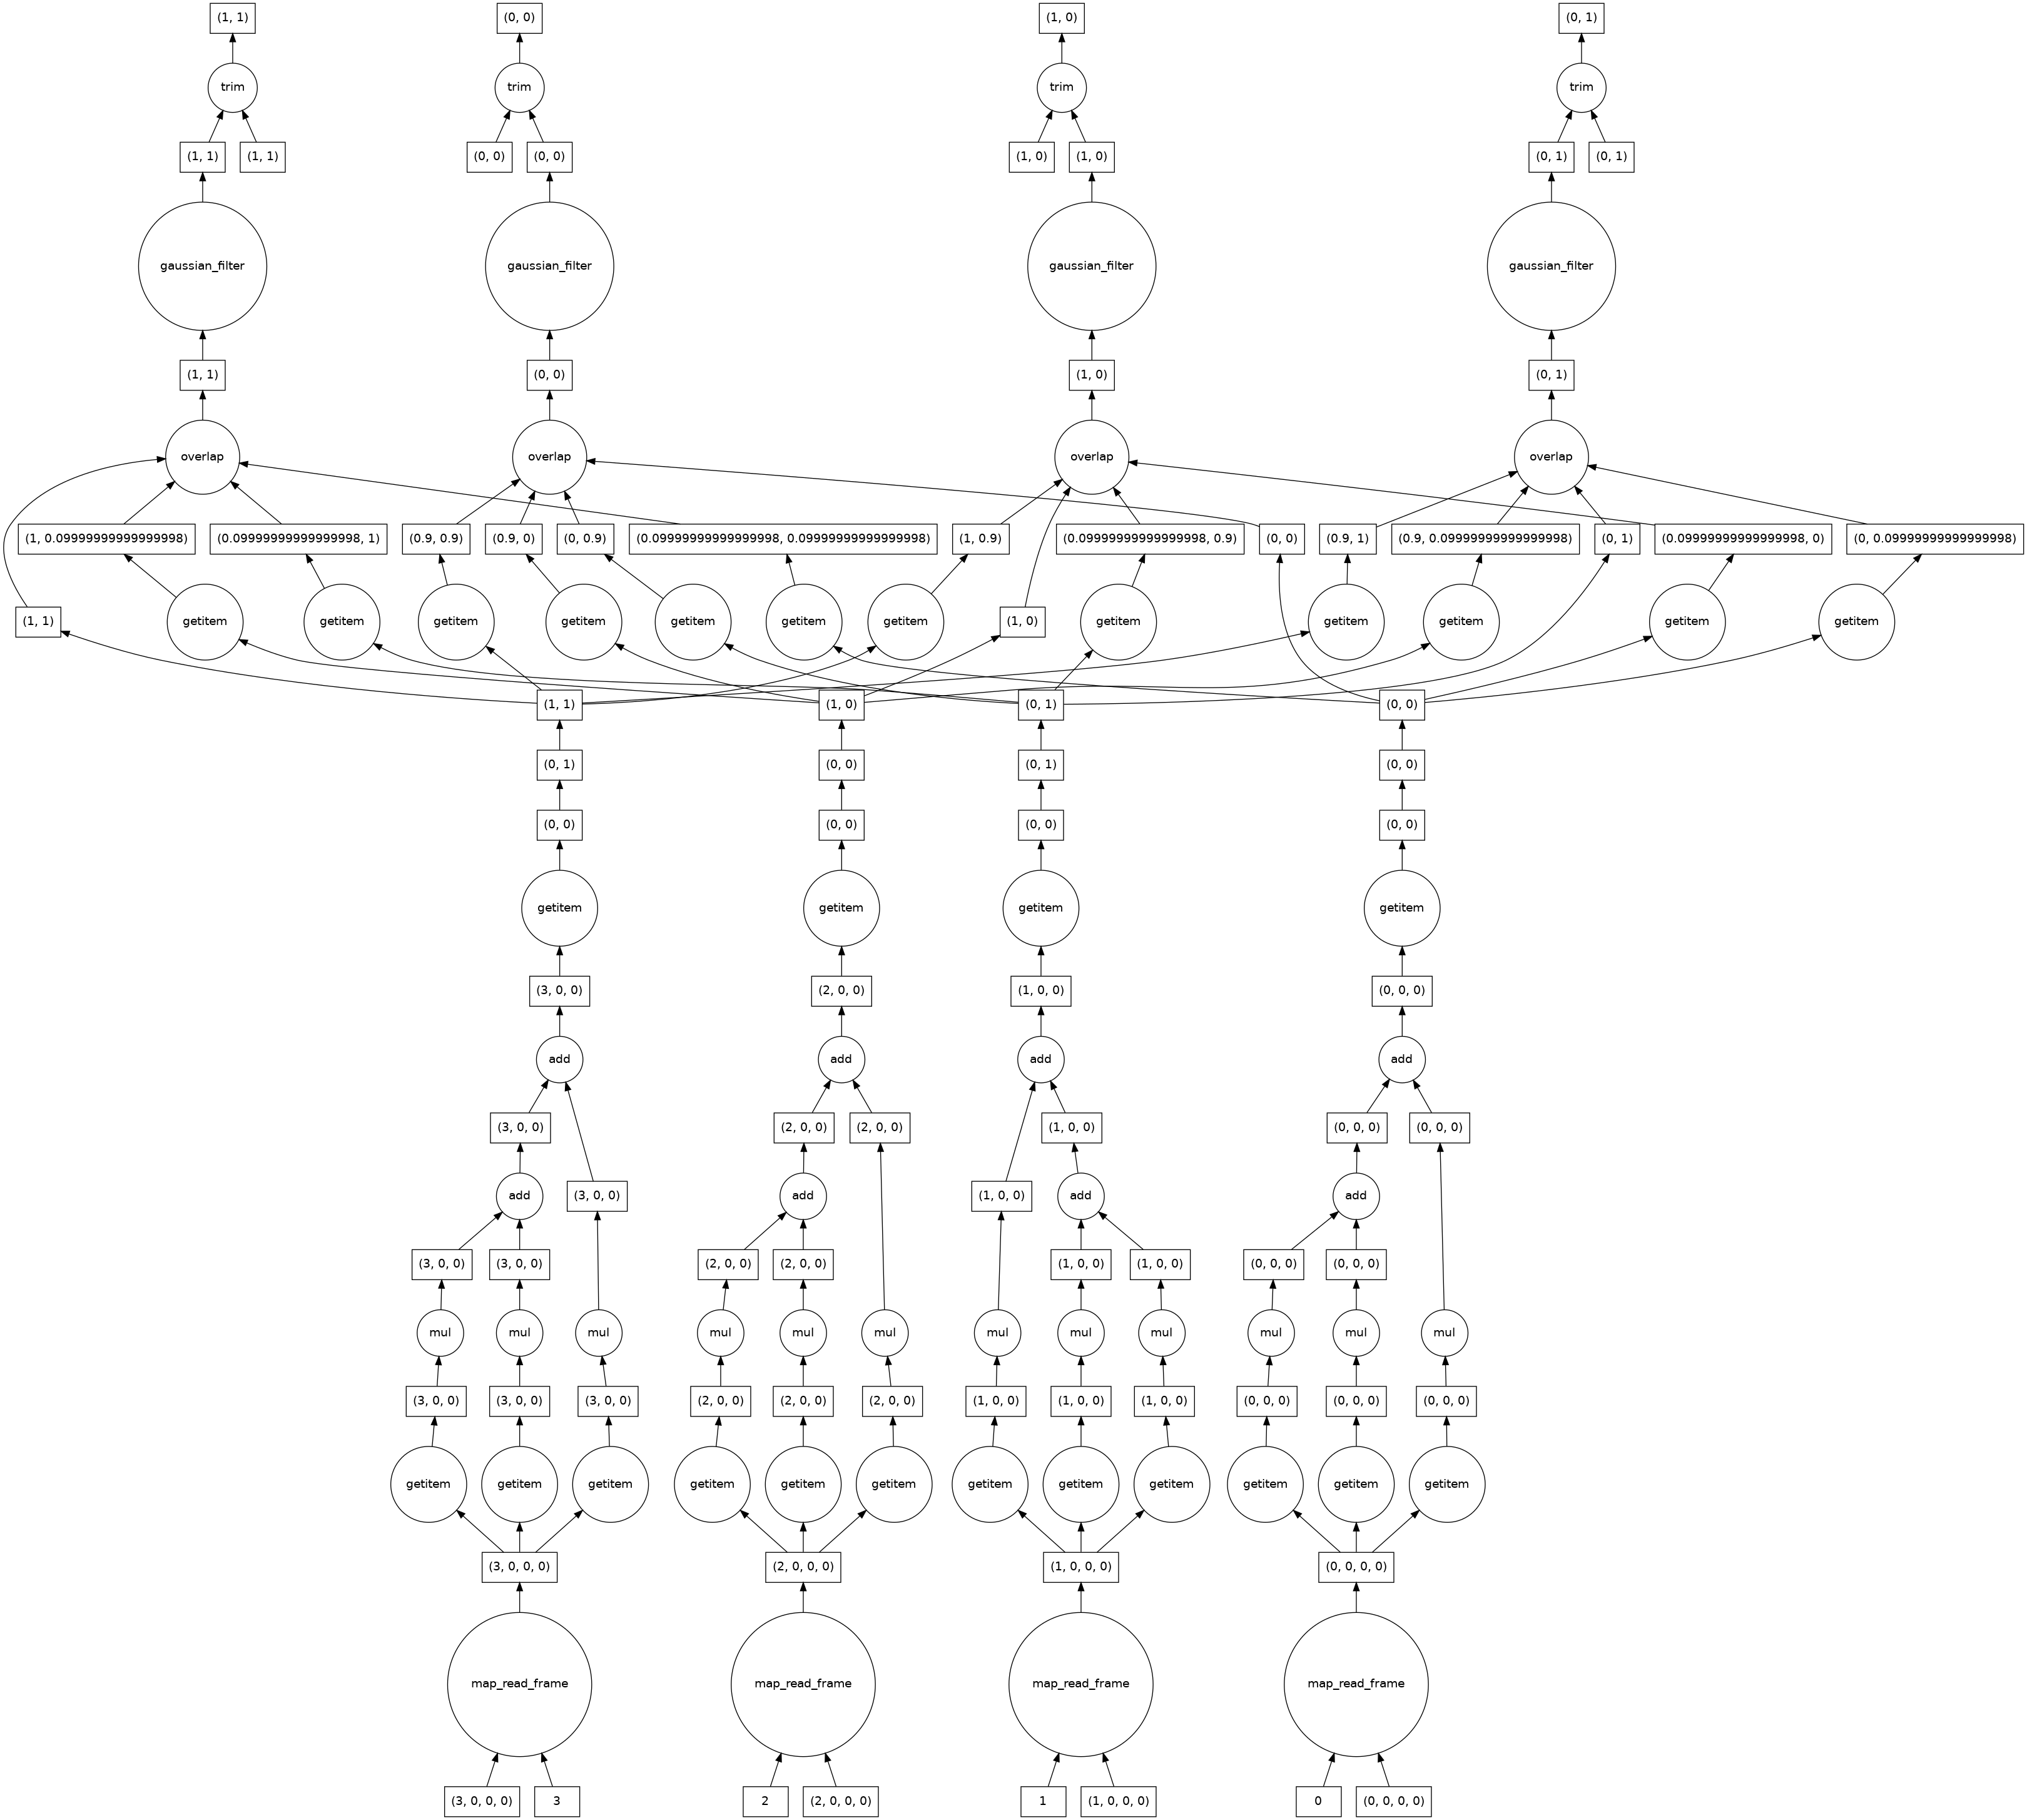 (1, 1)
(0, 0)
(1, 0)
(0, 1)
trim
trim
trim
trim
(1, 1)
(1, 1)
(0, 0)
(0, 0)
(1, 0)
(1, 0)
(0, 1)
(0, 1)
gaussian_filter
gaussian_filter
gaussian_filter
gaussian_filter
(1, 1)
(0, 0)
(1, 0)
(0, 1)
overlap
overlap
overlap
overlap
(1, 0.09999999999999998)
(0.09999999999999998, 1)
(0.9, 0.9)
(0.9, 0)
(0, 0.9)
(0.09999999999999998, 0.09999999999999998)
(1, 0.9)
(0.09999999999999998, 0.9)
(0, 0)
(0.9, 1)
(0.9, 0.09999999999999998)
(0, 1)
(0.09999999999999998, 0)
(0, 0.09999999999999998)
(1, 1)
getitem
getitem
getitem
getitem
getitem
getitem
getitem
(1, 0)
getitem
getitem
getitem
getitem
getitem
(1, 1)
(1, 0)
(0, 1)
(0, 0)
(0, 1)
(0, 0)
(0, 1)
(0, 0)
(0, 0)
(0, 0)
(0, 0)
(0, 0)
getitem
getitem
getitem
getitem
(3, 0, 0)
(2, 0, 0)
(1, 0, 0)
(0, 0, 0)
add
add
add
add
(3, 0, 0)
(2, 0, 0)
(2, 0, 0)
(1, 0, 0)
(0, 0, 0)
(0, 0, 0)
add
(3, 0, 0)
add
(1, 0, 0)
add
add
(3, 0, 0)
(3, 0, 0)
(2, 0, 0)
(2, 0, 0)
(1, 0, 0)
(1, 0, 0)
(0, 0, 0)
(0, 0, 0)
mul
mul
mul
mul
mul
mul
mul
mul
mul
mul
mul
mul
(3, 0, 0)
(3, 0, 0)
(3, 0, 0)
(2, 0, 0)
(2, 0, 0)
(2, 0, 0)
(1, 0, 0)
(1, 0, 0)
(1, 0, 0)
(0, 0, 0)
(0, 0, 0)
(0, 0, 0)
getitem
getitem
getitem
getitem
getitem
getitem
getitem
getitem
getitem
getitem
getitem
getitem
(3, 0, 0, 0)
(2, 0, 0, 0)
(1, 0, 0, 0)
(0, 0, 0, 0)
map_read_frame
map_read_frame
map_read_frame
map_read_frame
(3, 0, 0, 0)
3
2
(2, 0, 0, 0)
1
(1, 0, 0, 0)
0
(0, 0, 0, 0)